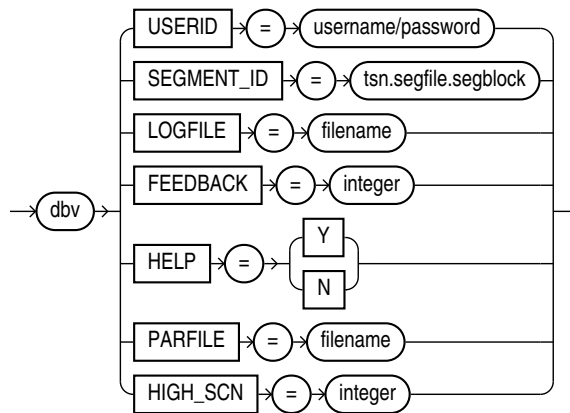 USERID = username/password
SEGMENT_ID = tsn.segfile.segblock
LOGFILE = filename
FEEDBACK = integer
dbv
Y
HELP =
N
PARFILE = filename
HIGH_SCN = integer